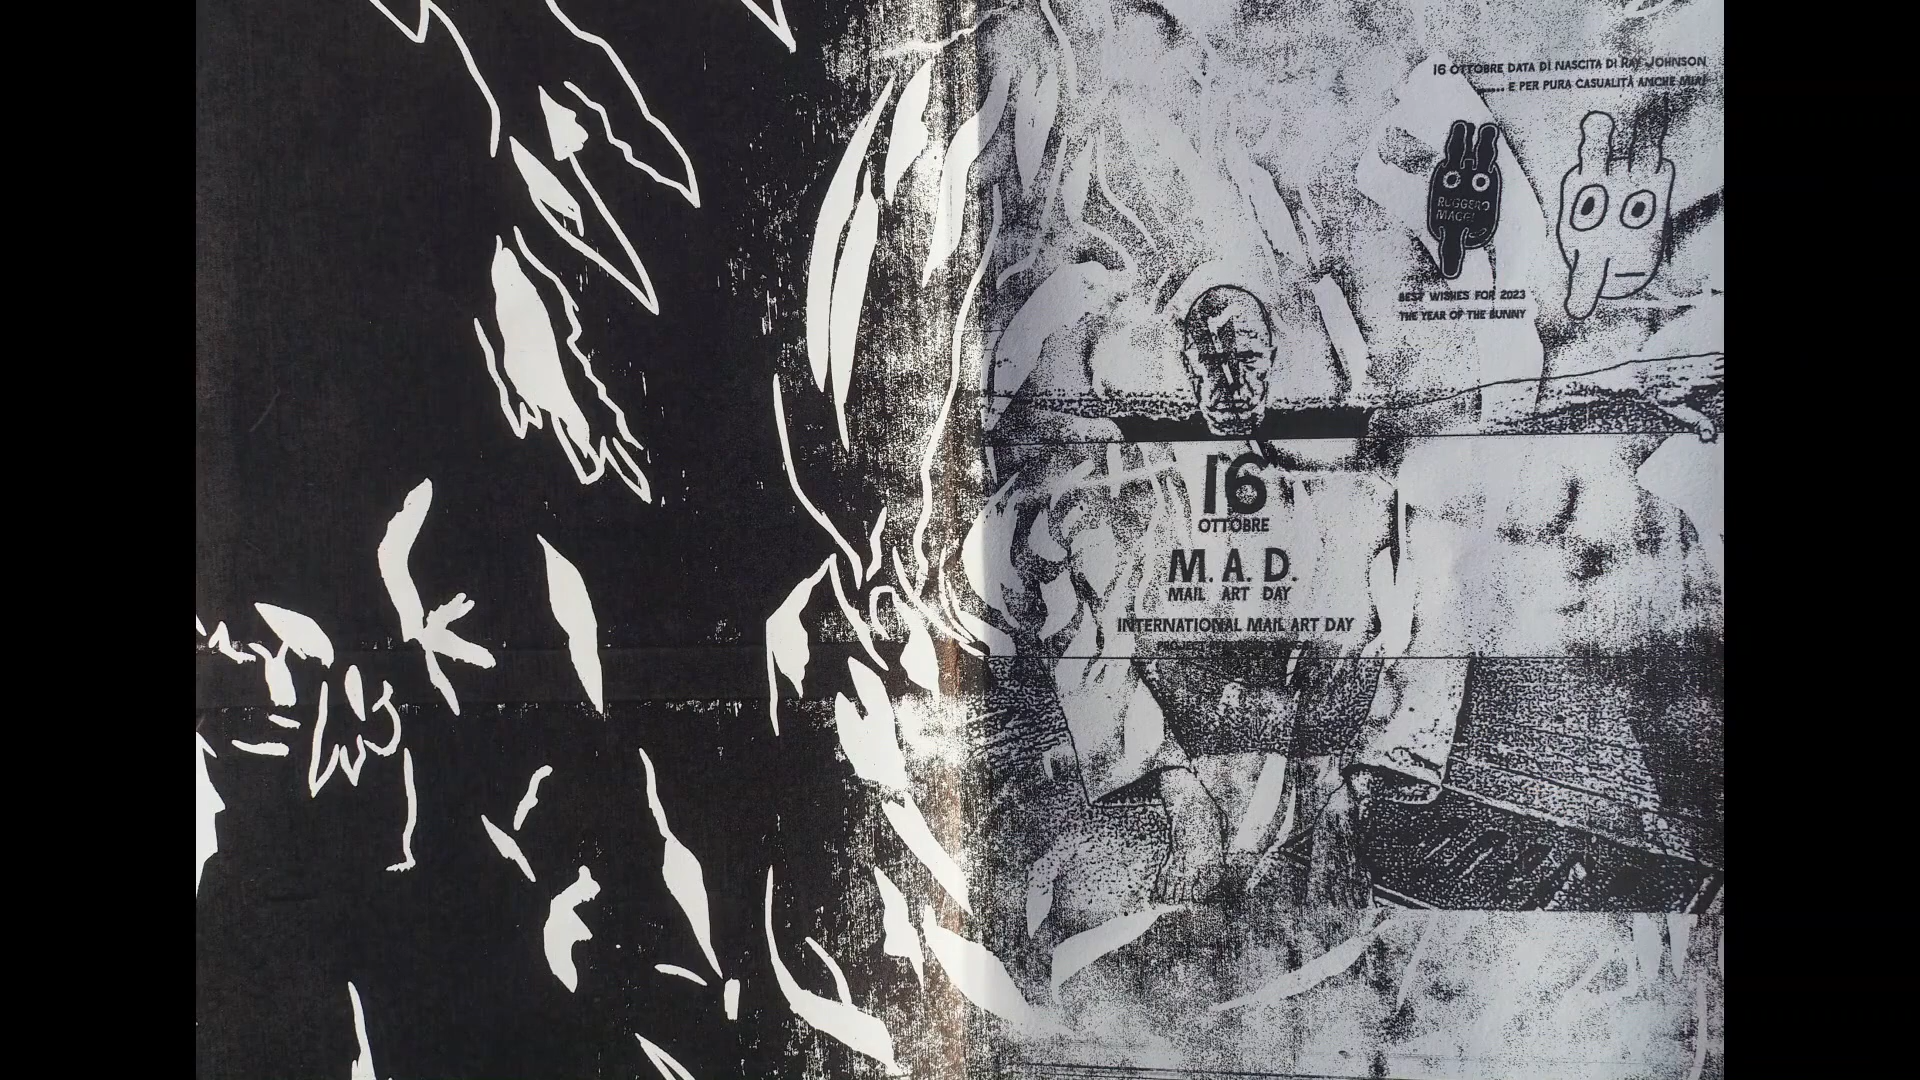 16 OTTOBRE DATA DI NASCITA DI RAY JOHNSON
...... E PER PURA CASUALITÀ ANCHE MIA!
RUGGERO
MAGGI
BEST WISHES FOR 2023
THE YEAR OF THE BUNNY
16
OTTOBRE
M. A. D.
MAIL ART DAY
INTERNATIONAL MAIL ART DAY
PROJECT